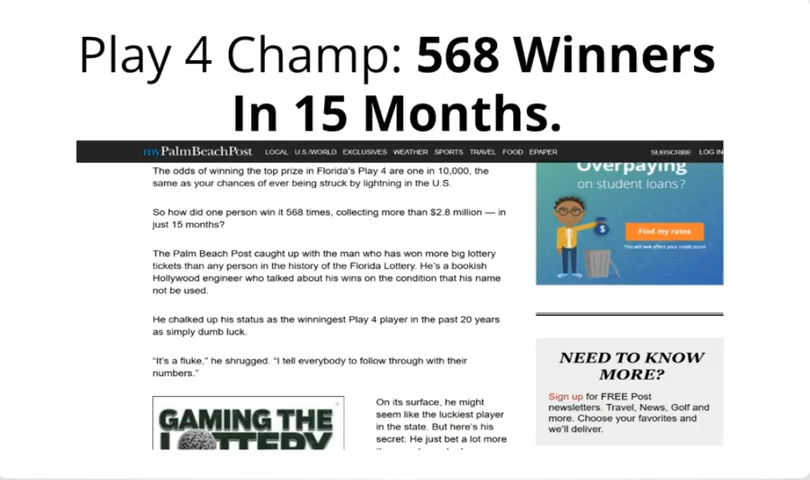 Play 4 Champ: 568 Winners
In 15 Months.
myPalmBeachPost LOCAL U.S./WORLD EXCLUSIVES WEATHER SPORTS TRAVEL FOOD EPAPER SUBSCRIBE LOG IN
The odds of winning the top prize in Florida's Play 4 are one in 10,000, the
same as your chances of ever being struck by lightning in the U.S.
So how did one person win it 568 times, collecting more than $2.8 million — in
just 15 months?
The Palm Beach Post caught up with the man who has won more big lottery
tickets than any person in the history of the Florida Lottery. He's a bookish
Hollywood engineer who talked about his wins on the condition that his name
not be used.
He chalked up his status as the winningest Play 4 player in the past 20 years
as simply dumb luck.
"It's a fluke," he shrugged. "I tell everybody to follow through with their
numbers."
GAMING THE
LOTTERY
On its surface, he might
seem like the luckiest player
in the state. But here's his
secret: He just bet a lot more
Overpaying
on student loans?
$
Find my rates
This will not affect your credit score
NEED TO KNOW
MORE?
Sign up for FREE Post
newsletters. Travel, News, Golf and
more. Choose your favorites and
we'll deliver.